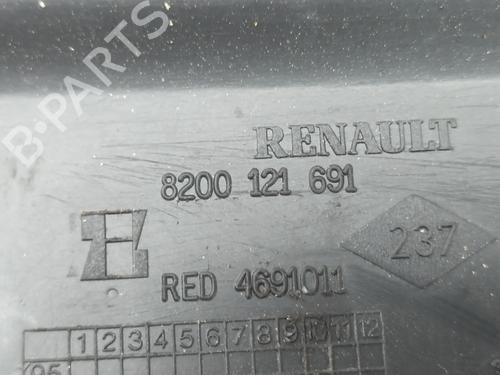 B-PARTS
RENAULT
8200 121 691
237
RED 4691011
1 2 3 4 5 6 7 8 9 10 11 12